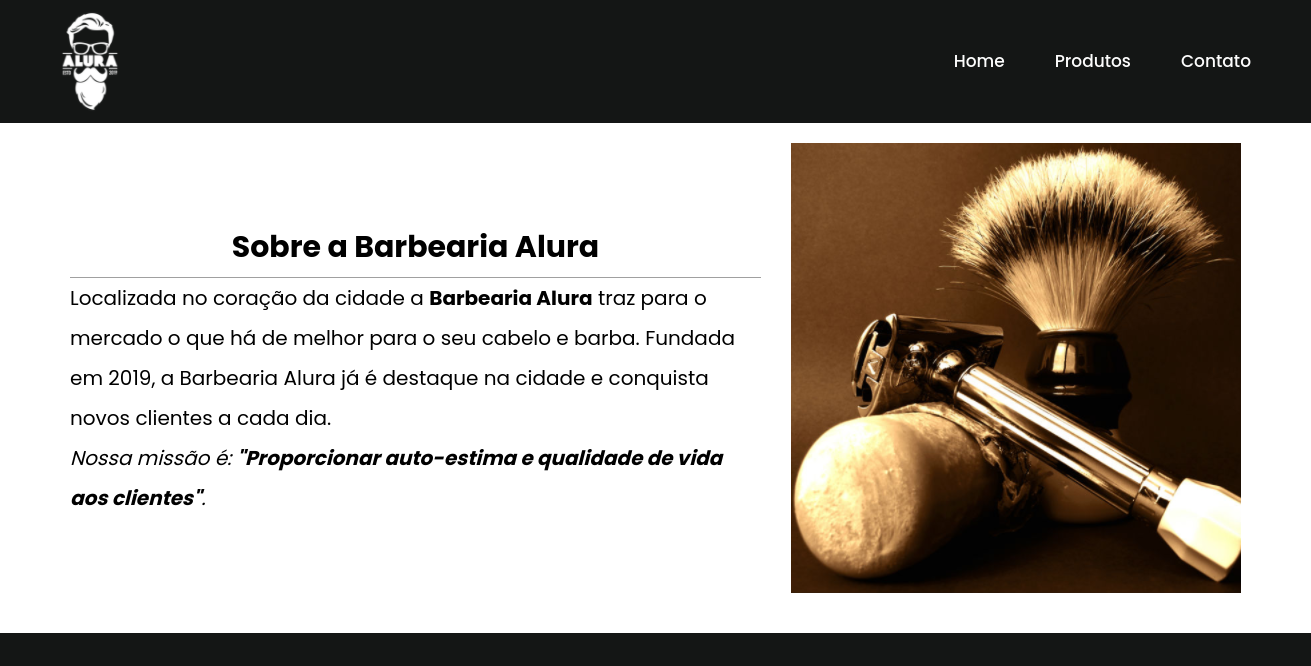 ALURA
ESTD 2019
Home Produtos Contato
Sobre a Barbearia Alura
Localizada no coração da cidade a Barbearia Alura traz para o
mercado o que há de melhor para o seu cabelo e barba. Fundada
em 2019, a Barbearia Alura já é destaque na cidade e conquista
novos clientes a cada dia.
Nossa missão é: "Proporcionar auto-estima e qualidade de vida
aos clientes".